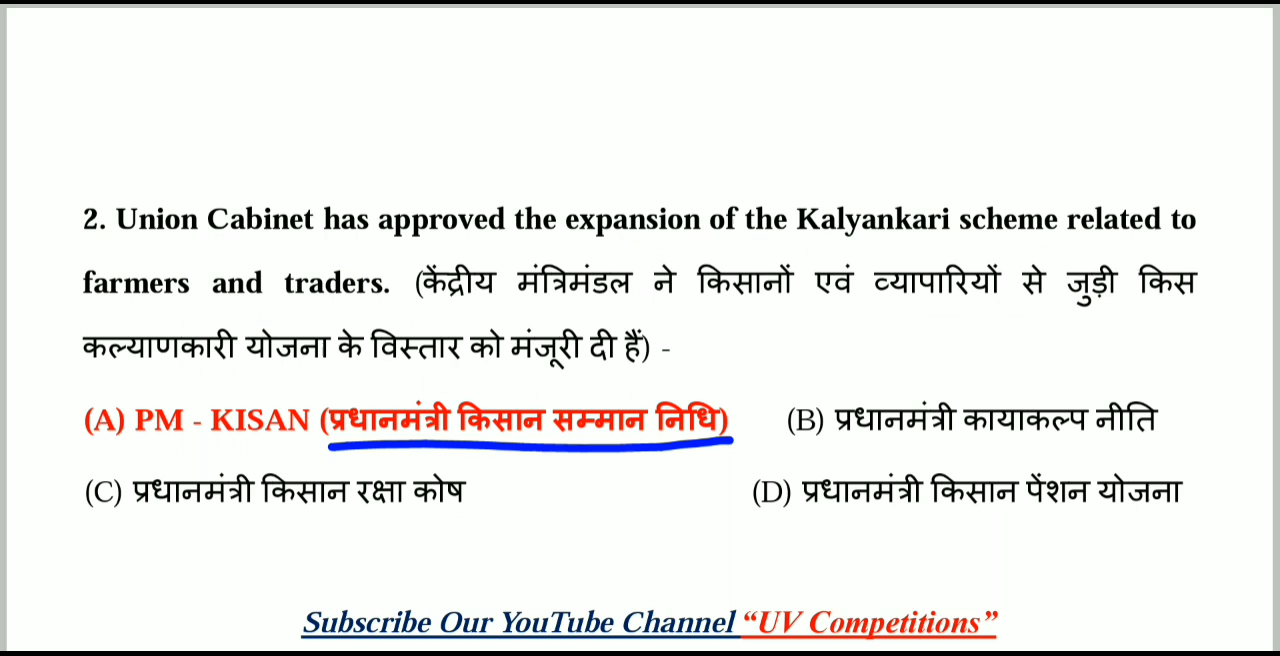 2. Union Cabinet has approved the expansion of the Kalyankari scheme related to
farmers and traders. (केंद्रीय मंत्रिमंडल ने किसानों एवं व्यापारियों से जुड़ी किस
कल्याणकारी योजना के विस्तार को मंजूरी दी हैं) -
(A) PM - KISAN (प्रधानमंत्री किसान सम्मान निधि) (B) प्रधानमंत्री कायाकल्प नीति
(C) प्रधानमंत्री किसान रक्षा कोष (D) प्रधानमंत्री किसान पेंशन योजना
Subscribe Our YouTube Channel “UV Competitions”